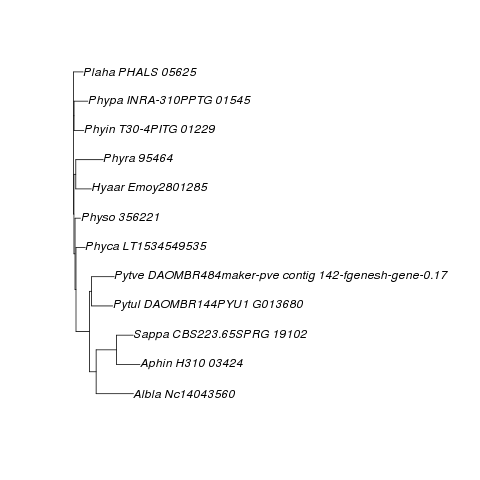 Plaha PHALS 05625
Phypa INRA-310PPTG 01545
Phyin T30-4PITG 01229
Phyra 95464
Hyaar Emoy2801285
Physo 356221
Phyca LT1534549535
Pytve DAOMBR484maker-pve contig 142-fgenesh-gene-0.17
Pytul DAOMBR144PYU1 G013680
Sappa CBS223.65SPRG 19102
Aphin H310 03424
Albla Nc14043560